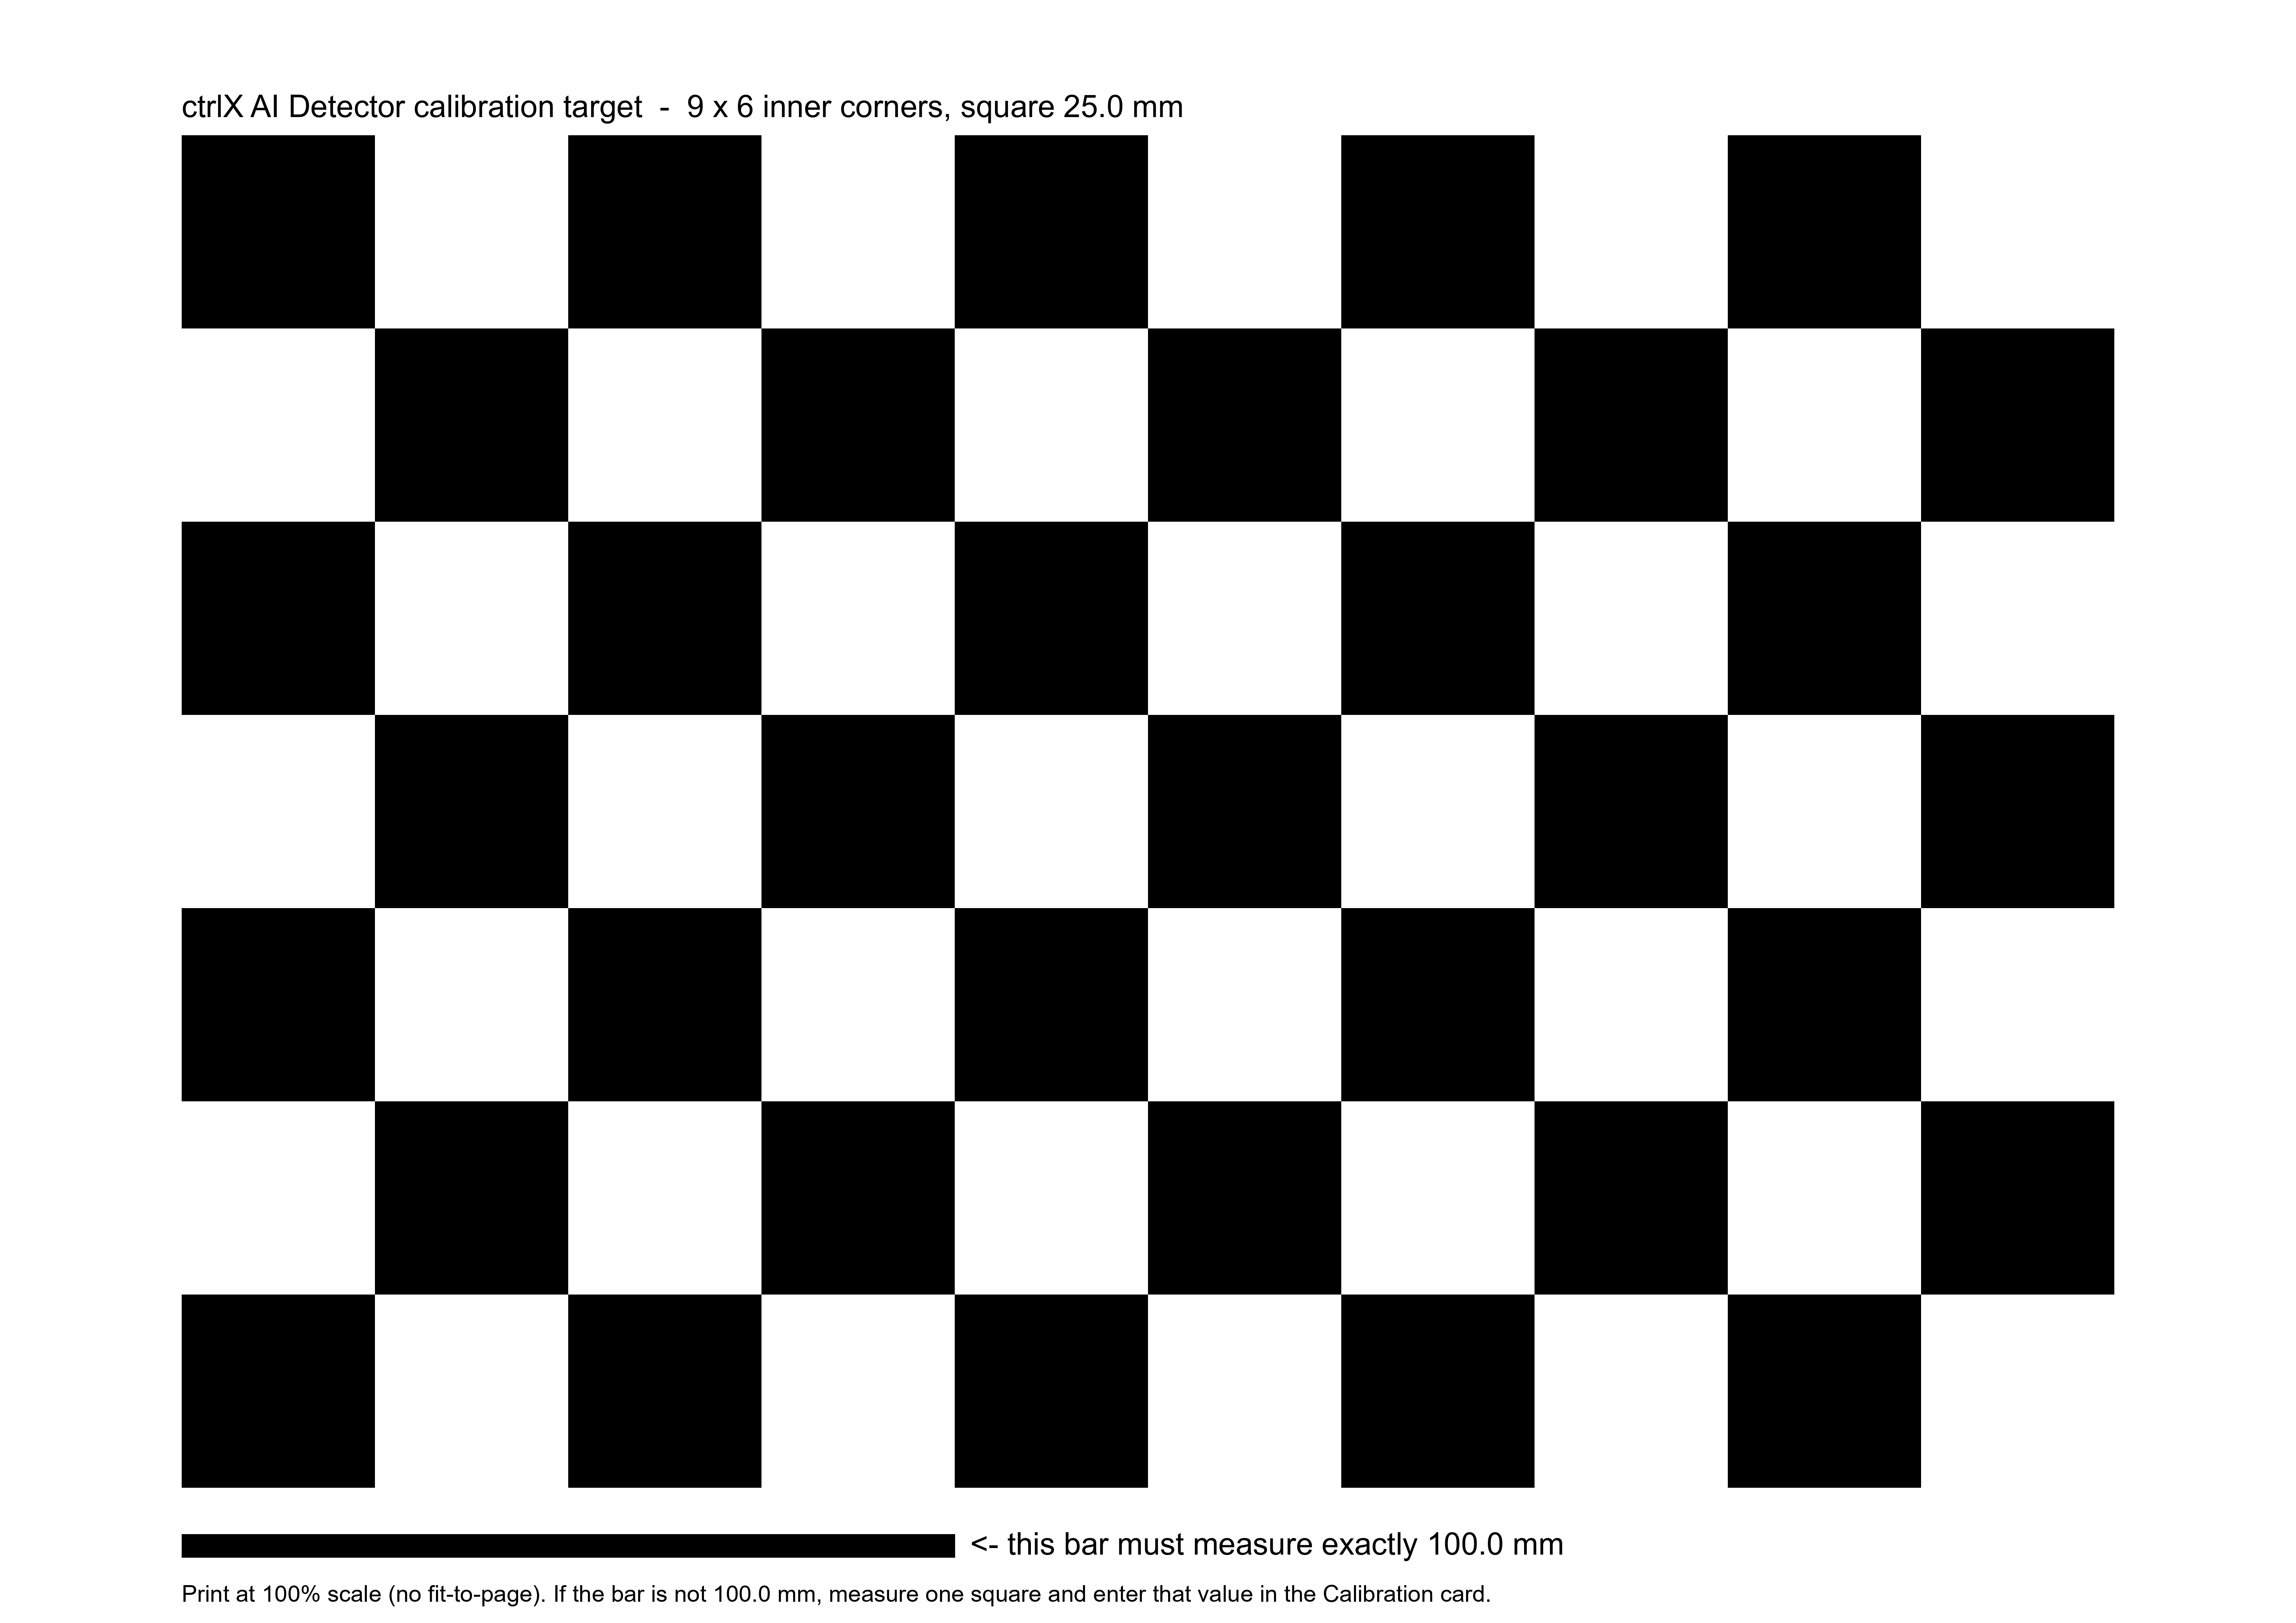 ctrlX AI Detector calibration target  -  9 x 6 inner corners, square 25.0 mm
<- this bar must measure exactly 100.0 mm
Print at 100% scale (no fit-to-page). If the bar is not 100.0 mm, measure one square and enter that value in the Calibration card.